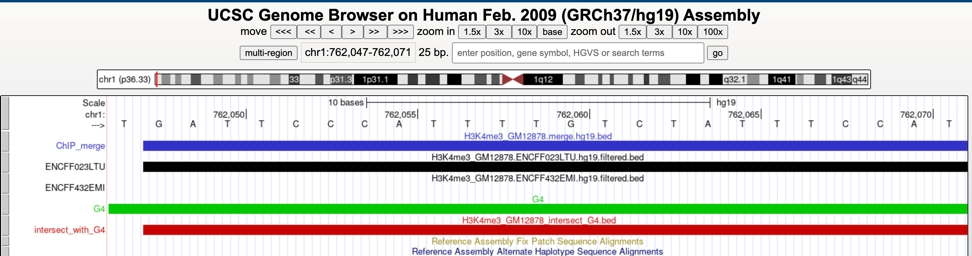 UCSC Genome Browser on Human Feb. 2009 (GRCh37/hg19) Assembly
move <<< << < > >> >>> zoom in 1.5x 3x 10x base zoom out 1.5x 3x 10x 100x
multi-region chr1:762,047-762,071 25 bp. enter position, gene symbol, HGVS or search terms go
chr1 (p36.33) 33 p31.3 1p31.1 1q12 q32.1 1q41 1q43 q44
Scale 10 bases hg19
chr1: 762,050 762,055 762,060 762,065 762,070
---> T G A T T C C C A T T T T G T C T A T T T C C A T
H3K4me3_GM12878.merge.hg19.bed
ChIP_merge
H3K4me3_GM12878.ENCFF023LTU.hg19.filtered.bed
ENCFF023LTU
H3K4me3_GM12878.ENCFF432EMI.hg19.filtered.bed
ENCFF432EMI
G4
G4
H3K4me3_GM12878_intersect_G4.bed
intersect_with_G4
Reference Assembly Fix Patch Sequence Alignments
Reference Assembly Alternate Haplotype Sequence Alignments